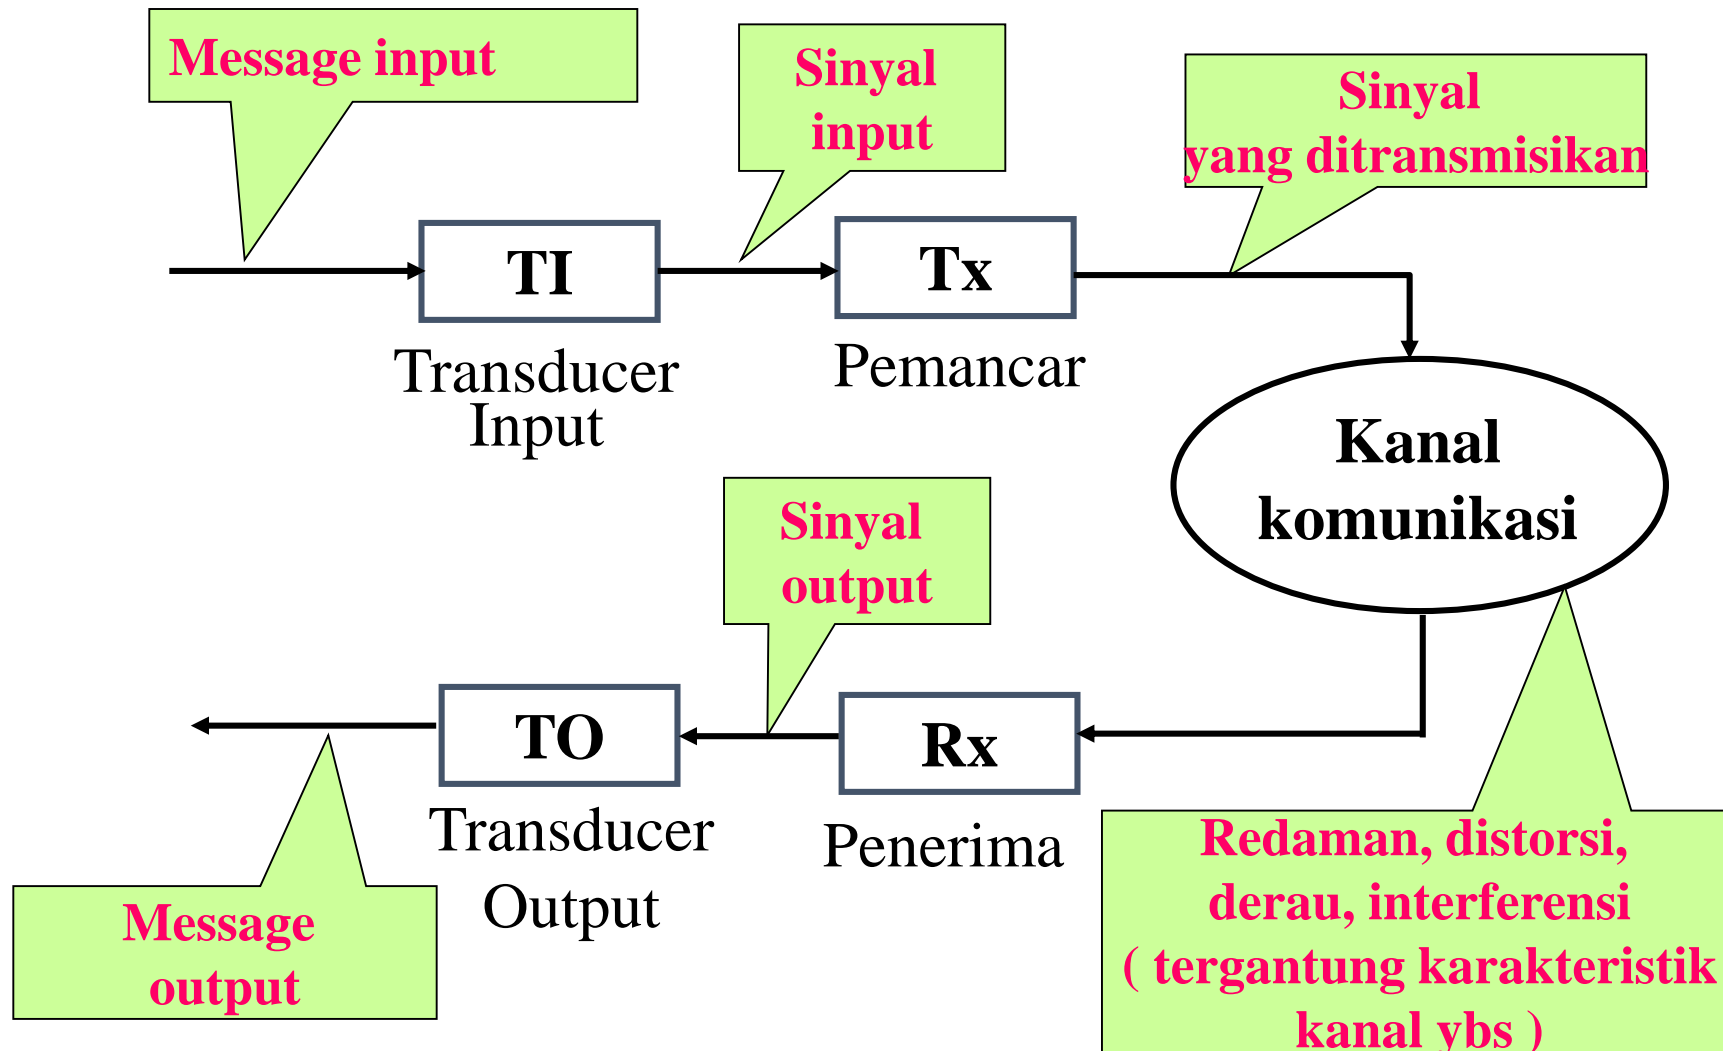 Message input
Sinyal
input
Sinyal
yang ditransmisikan
TI
Tx
Transducer
Input
Pemancar
Kanal
komunikasi
Sinyal
output
TO
Rx
Transducer
Output
Penerima
Message
output
Redaman, distorsi,
derau, interferensi
( tergantung karakteristik
kanal ybs )